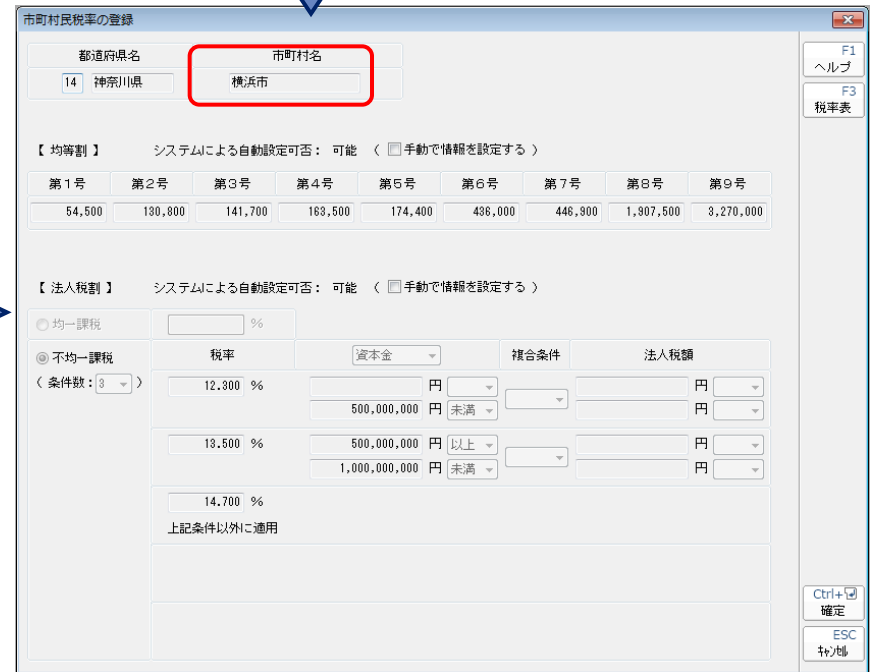 市町村民税率の登録
都道府県名 市町村名
14 神奈川県 横浜市
F1
ヘルプ
F3
税率表
【 均等割 】 システムによる自動設定可否： 可能 （ 手動で情報を設定する ）
第1号 第2号 第3号 第4号 第5号 第6号 第7号 第8号 第9号
54,500 130,800 141,700 163,500 174,400 436,000 446,900 1,907,500 3,270,000
【 法人税割 】 システムによる自動設定可否： 可能 （ 手動で情報を設定する ）
均一課税 %
不均一課税 税率 資本金 複合条件 法人税額
（ 条件数：3 ） 12.300 % 円 円
500,000,000 円 未満 円
13.500 % 500,000,000 円 以上 円
1,000,000,000 円 未満 円
14.700 %
上記条件以外に適用
Ctrl+
確定
ESC
ｷｬﾝｾﾙ